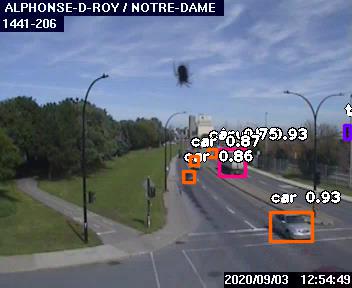 ALPHONSE-D-ROY / NOTRE-DAME
1441-206
car 0.87
car 0.86
car 0.93
2020/09/03 12:54:49